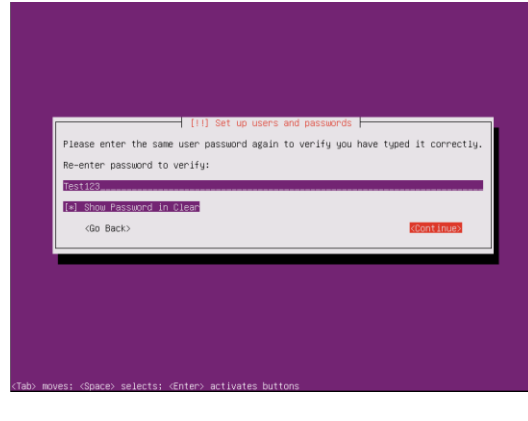 [!!] Set up users and passwords
Please enter the same user password again to verify you have typed it correctly.
Re-enter password to verify:
Test123
[*] Show Password in Clear
<Go Back> <Continue>
<Tab> moves; <Space> selects; <Enter> activates buttons